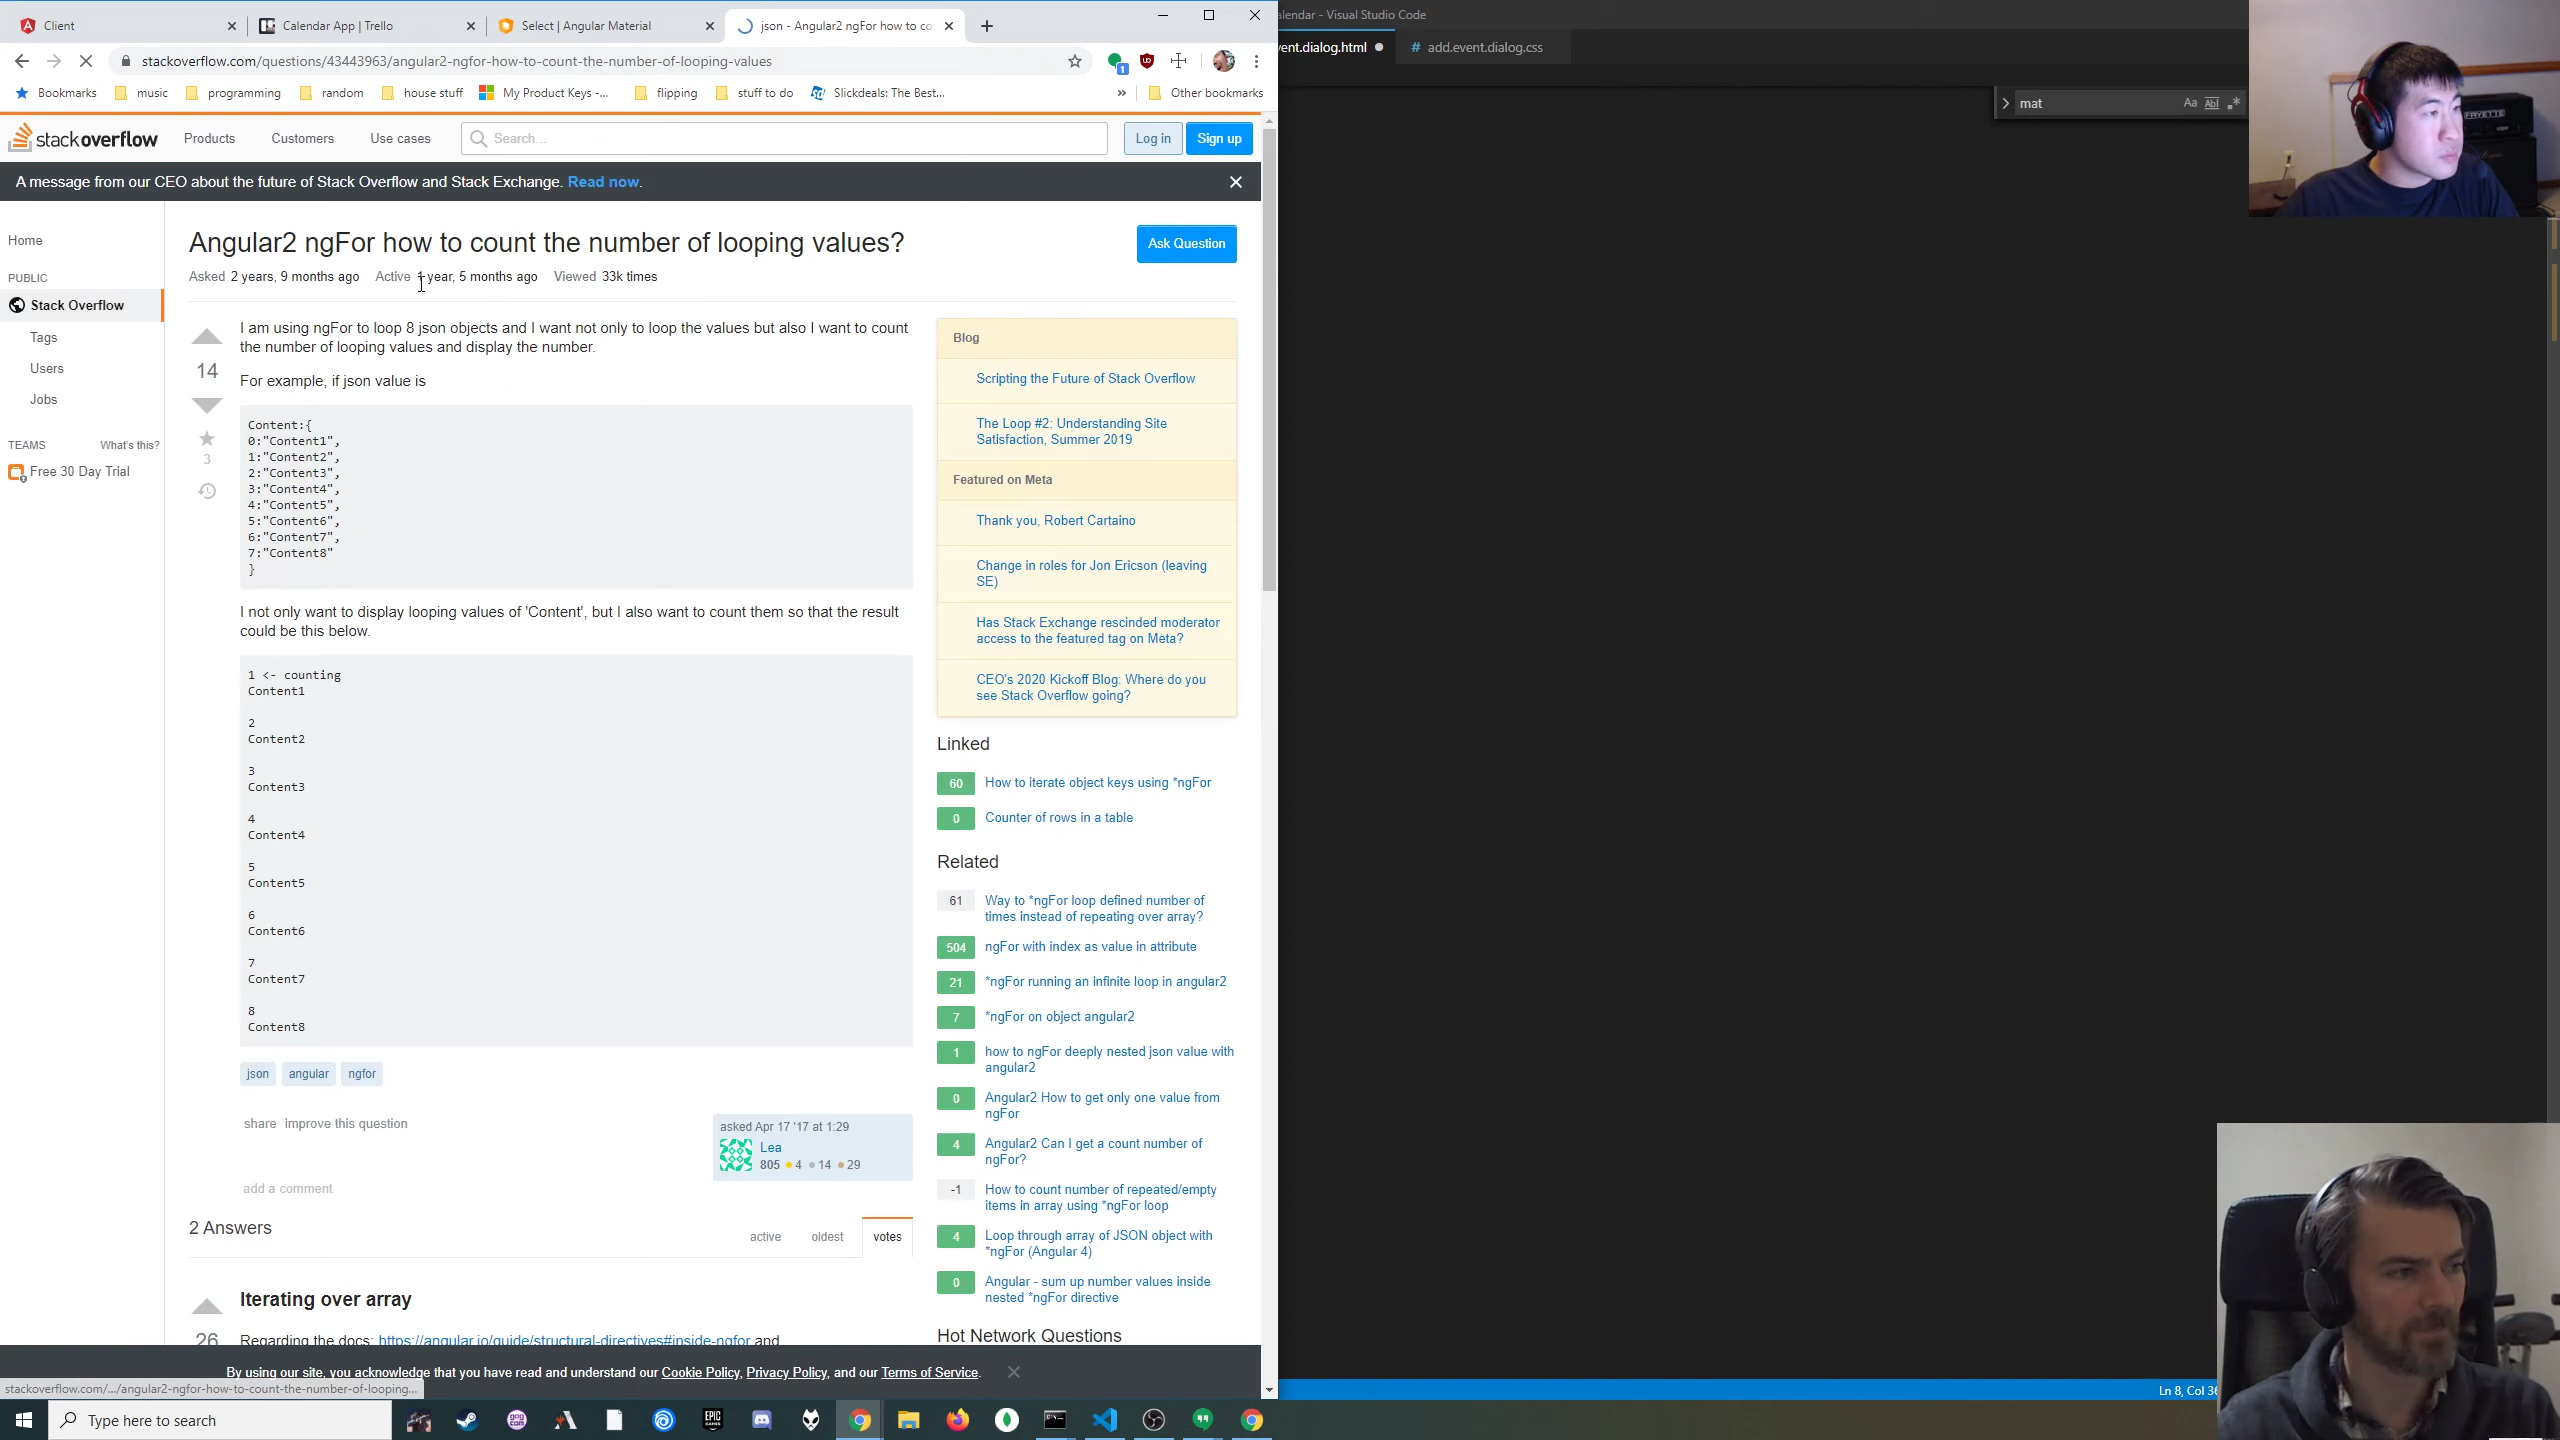 Client
Calendar App | Trello
Select | Angular Material
json - Angular2 ngFor how to co
stackoverflow.com/questions/43443963/angular2-ngfor-how-to-count-the-number-of-looping-values
1
Bookmarks
music
programming
random
house stuff
My Product Keys -...
flipping
stuff to do
Slickdeals: The Best...
»
Other bookmarks
stackoverflow
Products
Customers
Use cases
Search...
Log in
Sign up
A message from our CEO about the future of Stack Overflow and Stack Exchange. Read now.
Home
PUBLIC
Stack Overflow
Tags
Users
Jobs
TEAMS
What's this?
Free 30 Day Trial
Angular2 ngFor how to count the number of looping values?
Ask Question
Asked 2 years, 9 months ago Active 1 year, 5 months ago Viewed 33k times
14
3
I am using ngFor to loop 8 json objects and I want not only to loop the values but also I want to count
the number of looping values and display the number.
For example, if json value is
Content:{
0:"Content1",
1:"Content2",
2:"Content3",
3:"Content4",
4:"Content5",
5:"Content6",
6:"Content7",
7:"Content8"
}
I not only want to display looping values of 'Content', but I also want to count them so that the result
could be this below.
1 <- counting
Content1
2
Content2
3
Content3
4
Content4
5
Content5
6
Content6
7
Content7
8
Content8
json
angular
ngfor
share improve this question
asked Apr 17 '17 at 1:29
Lea
805 4 14 29
add a comment
2 Answers
active
oldest
votes
26
Iterating over array
Regarding the docs: https://angular.io/guide/structural-directives#inside-ngfor and
Blog
Scripting the Future of Stack Overflow
The Loop #2: Understanding Site
Satisfaction, Summer 2019
Featured on Meta
Thank you, Robert Cartaino
Change in roles for Jon Ericson (leaving
SE)
Has Stack Exchange rescinded moderator
access to the featured tag on Meta?
CEO's 2020 Kickoff Blog: Where do you
see Stack Overflow going?
Linked
60 How to iterate object keys using *ngFor
0 Counter of rows in a table
Related
61 Way to *ngFor loop defined number of
times instead of repeating over array?
504 ngFor with index as value in attribute
21 *ngFor running an infinite loop in angular2
7 *ngFor on object angular2
1 how to ngFor deeply nested json value with
angular2
0 Angular2 How to get only one value from
ngFor
4 Angular2 Can I get a count number of
ngFor?
-1 How to count number of repeated/empty
items in array using *ngFor loop
4 Loop through array of JSON object with
*ngFor (Angular 4)
0 Angular - sum up number values inside
nested *ngFor directive
Hot Network Questions
By using our site, you acknowledge that you have read and understand our Cookie Policy, Privacy Policy, and our Terms of Service.
stackoverflow.com/.../angular2-ngfor-how-to-count-the-number-of-looping...
Type here to search
alendar - Visual Studio Code
vent.dialog.html
# add.event.dialog.css
mat
Aa
Abl
.*
Ln 8, Col 36